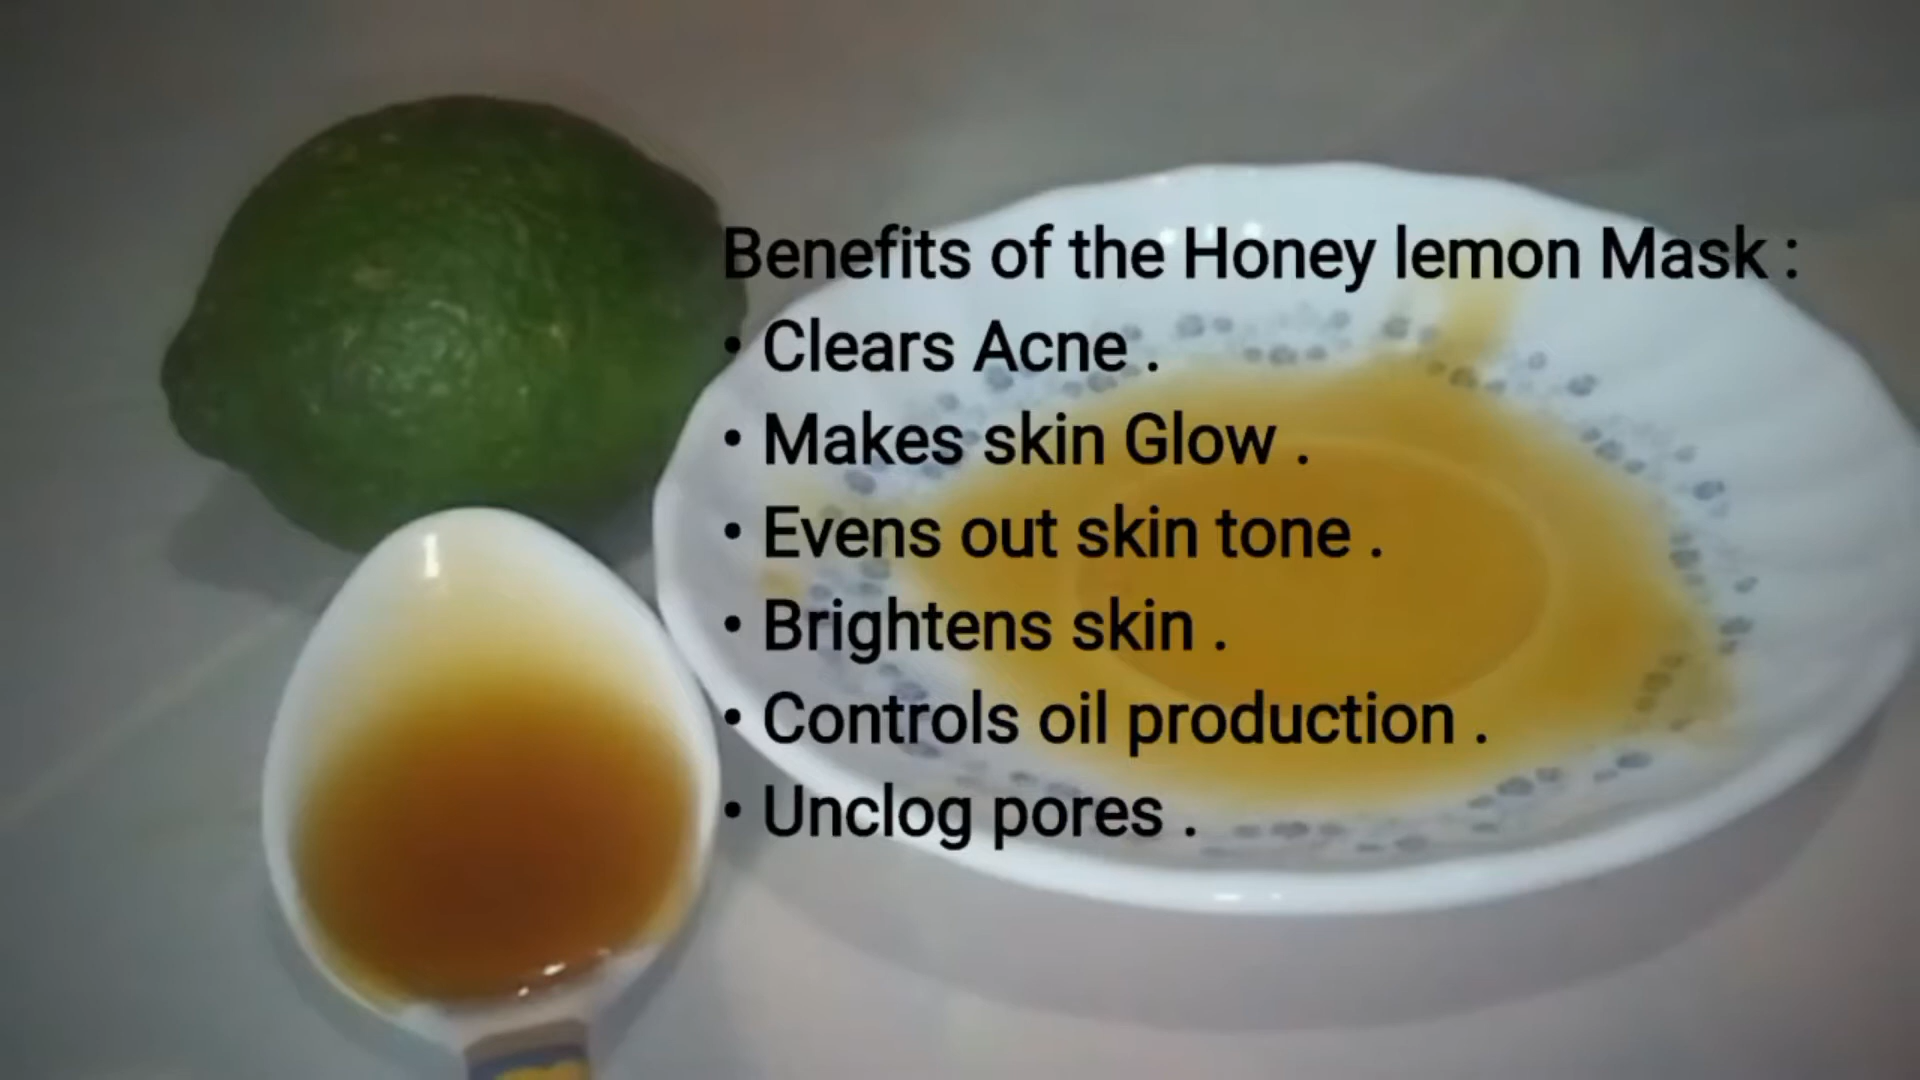 Benefits of the Honey lemon Mask :
• Clears Acne .
• Makes skin Glow .
• Evens out skin tone .
• Brightens skin .
• Controls oil production .
• Unclog pores .